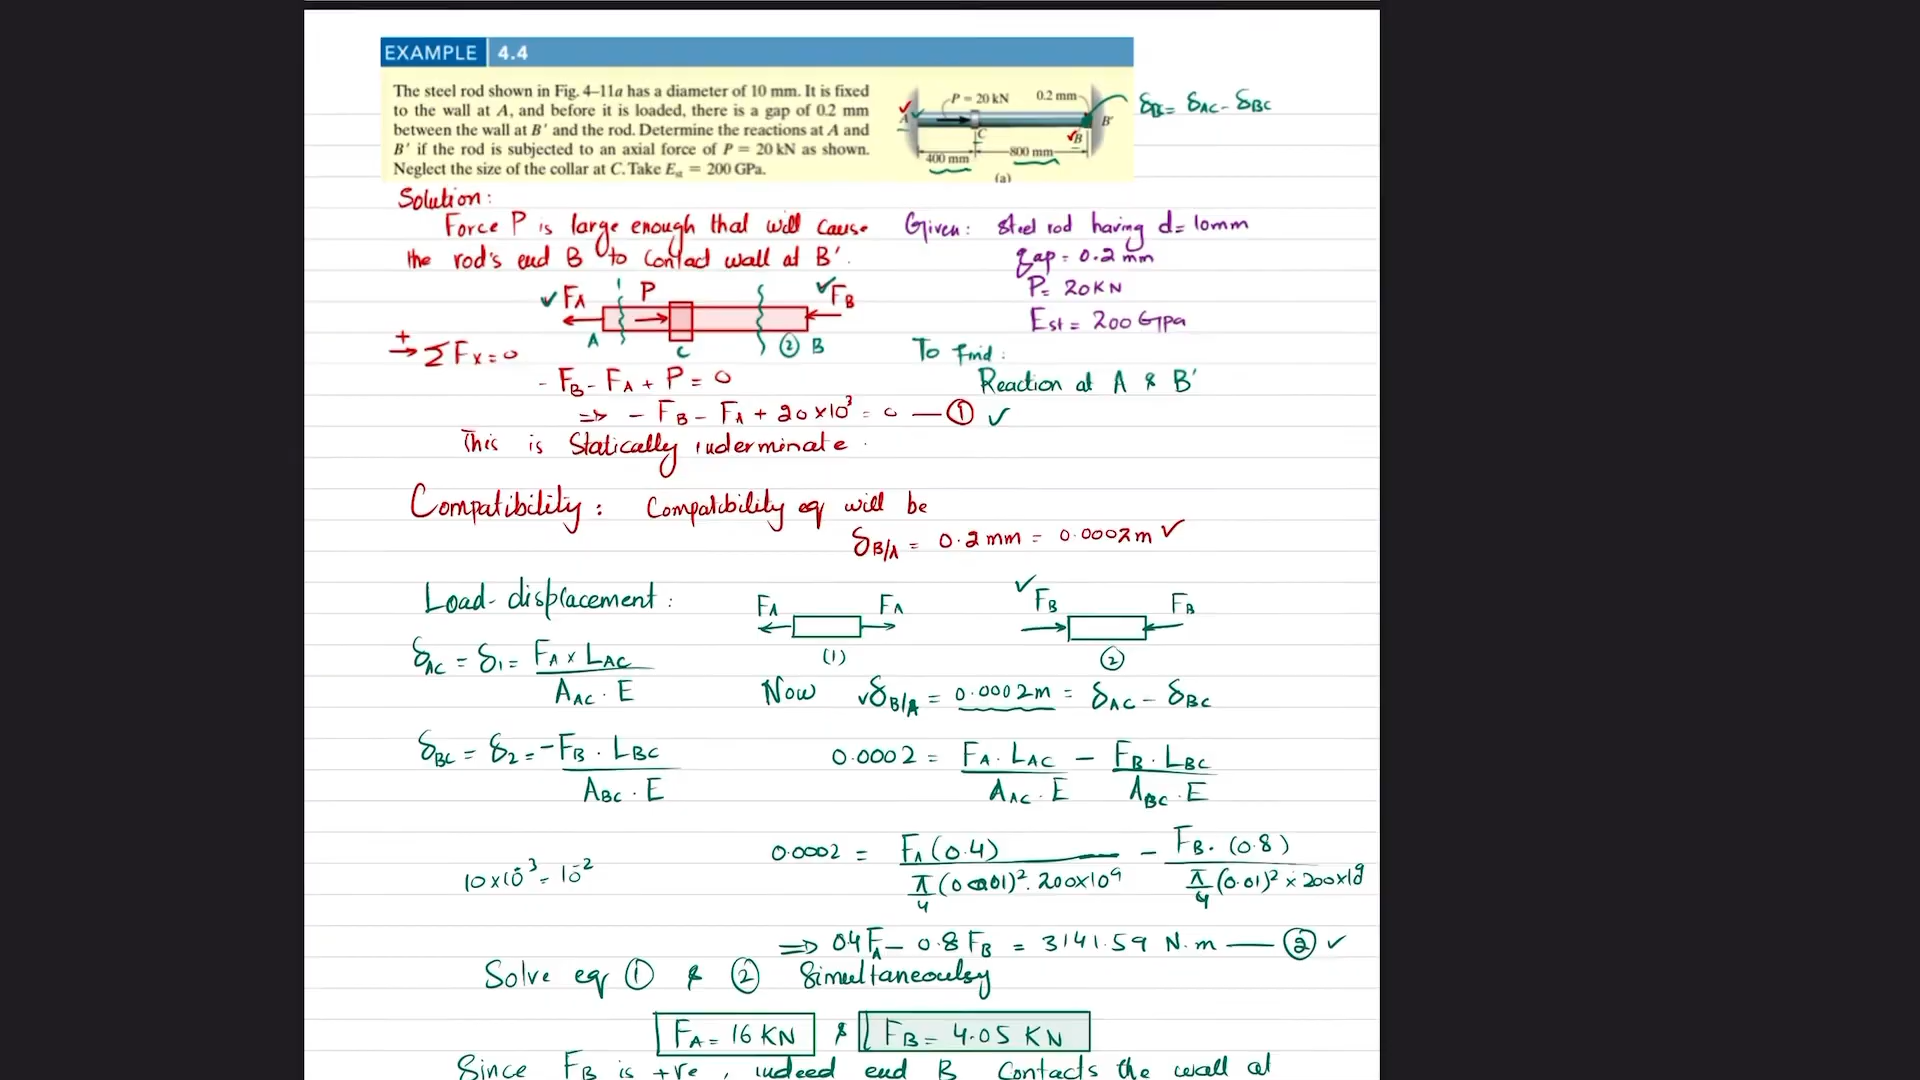 EXAMPLE 4.4
The steel rod shown in Fig. 4–11a has a diameter of 10 mm. It is fixed
to the wall at A, and before it is loaded, there is a gap of 0.2 mm
between the wall at B′ and the rod. Determine the reactions at A and
B′ if the rod is subjected to an axial force of P = 20 kN as shown.
Neglect the size of the collar at C. Take E_st = 200 GPa.
P = 20 kN 0.2 mm
A C B B′
400 mm 800 mm
(a)
= δAC - δBC
Solution:
Force P is large enough that will cause
the rod's end B to contact wall at B'.
Given: steel rod having d= 10mm
gap = 0.2 mm
P= 20KN
Est = 200 GPa
To find:
Reaction at A & B'
FA P FB
A C ② B
+→ ΣFx = 0
- FB - FA + P = 0
=> - FB - FA + 20×10³ = 0 — ① ✓
This is Statically inderminate.
Compatibility: Compatibility eq will be
δB/A = 0.2 mm = 0.0002m ✓
Load-displacement:
FA FA
(1)
✓FB FB
②
δAC = δ1 = FA × LAC / AAC · E
Now ✓δB/A = 0.0002m = δAC - δBC
δBC = δ2 = -FB · LBC / ABC · E
0.0002 = FA · LAC / AAC · E - FB · LBC / ABC · E
10×10⁻³ = 10⁻²
0.0002 = FA (0.4) / π/4 (0.01)² · 200×10⁹ - FB · (0.8) / π/4 (0.01)² × 200×10⁹
=> 04 FA - 0.8 FB = 3141.59 N.m — ② ✓
Solve eq ① & ② Simultaneoulsy
FA = 16 KN & FB = 4.05 KN
Since FB is +ve, indeed end B contacts the wall at